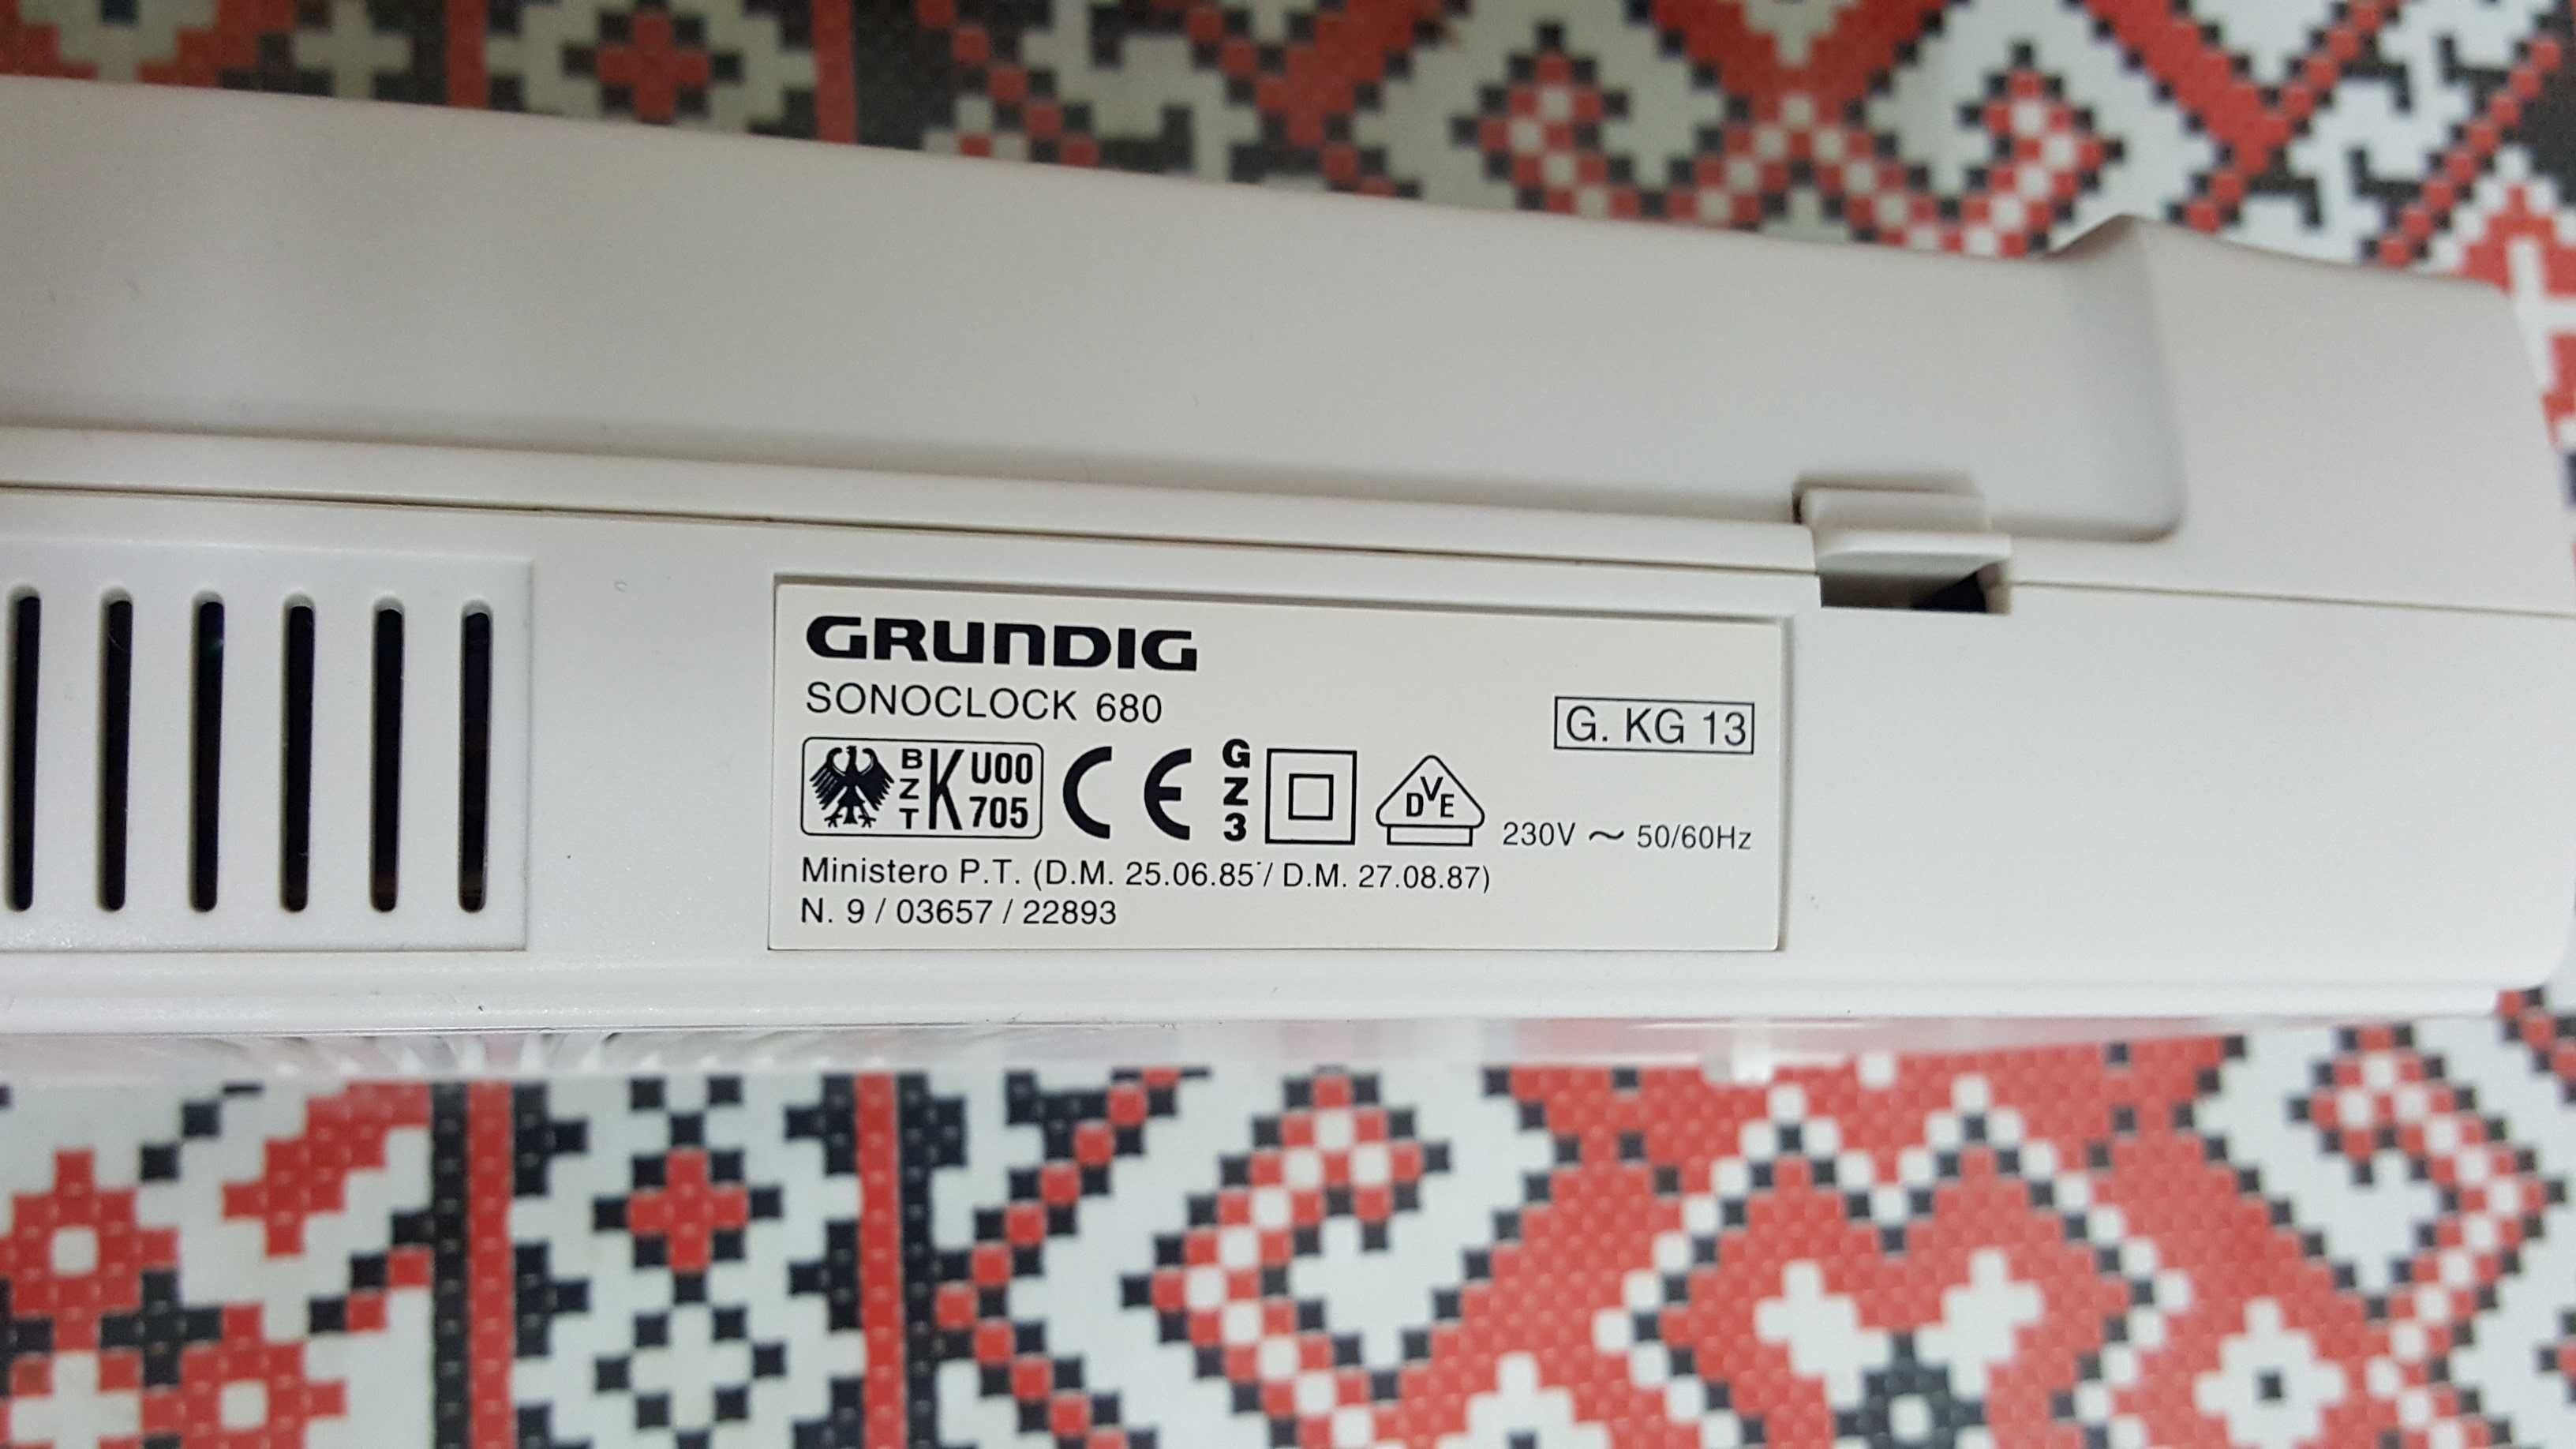 GRUNDIG
SONOCLOCK 680
G. KG 13
BZT K U00 705
CE
GZ3
DVE
230V ~ 50/60Hz
Ministero P.T. (D.M. 25.06.85 / D.M. 27.08.87)
N. 9 / 03657 / 22893